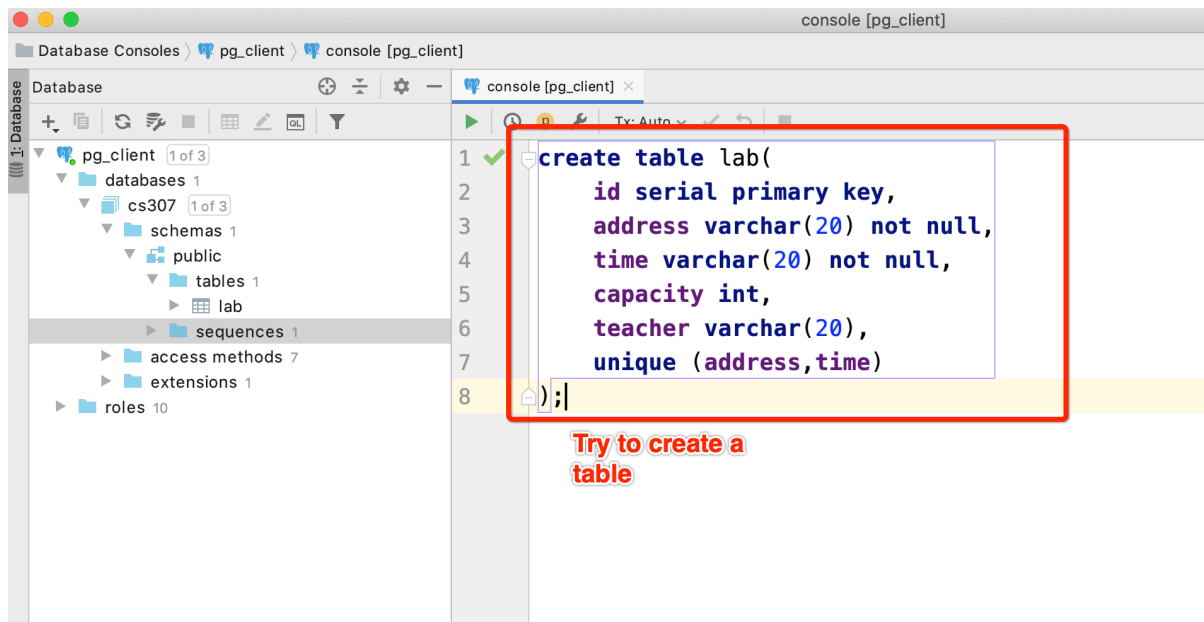 console [pg_client]
Database Consoles 〉 pg_client 〉 console [pg_client]
1: Database
Database
console [pg_client] ×
Tx: Auto
pg_client 1 of 3
databases 1
cs307 1 of 3
schemas 1
public
tables 1
lab
sequences 1
access methods 7
extensions 1
roles 10
1 create table lab(
2 id serial primary key,
3 address varchar(20) not null,
4 time varchar(20) not null,
5 capacity int,
6 teacher varchar(20),
7 unique (address,time)
8 );
Try to create a
table